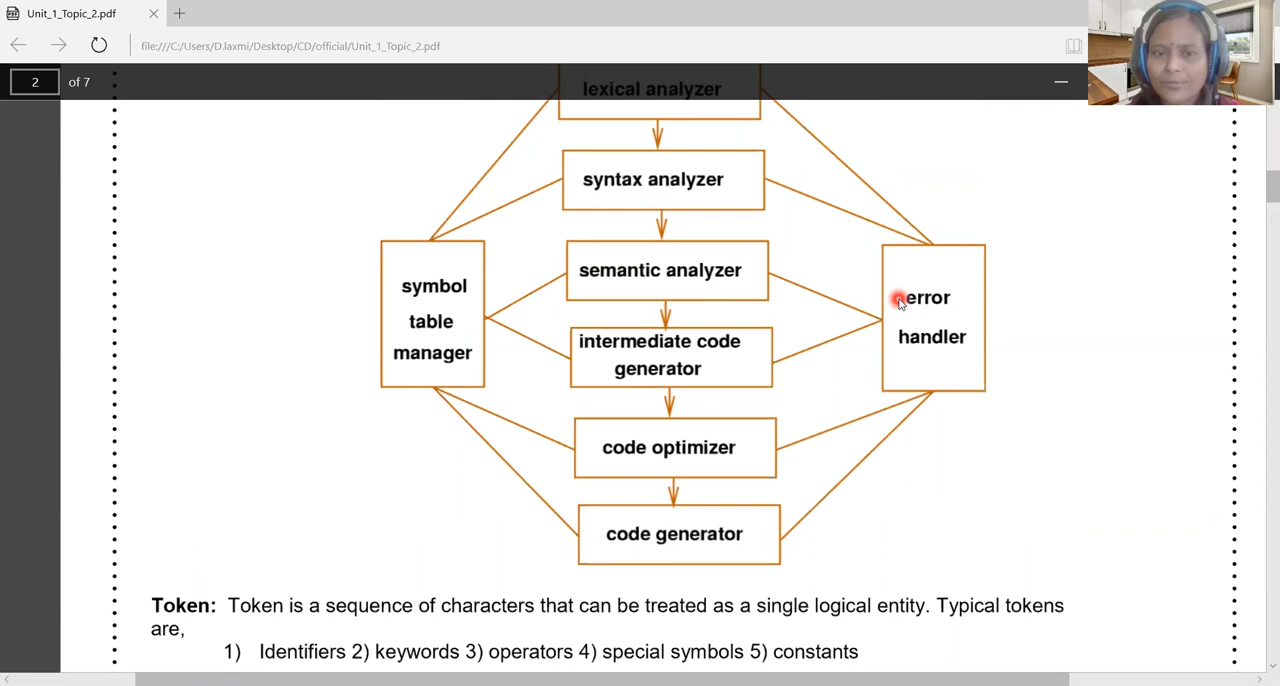 Unit_1_Topic_2.pdf
file:///C:/Users/D.laxmi/Desktop/CD/official/Unit_1_Topic_2.pdf
2 of 7
lexical analyzer
syntax analyzer
semantic analyzer
symbol
table
manager
error
handler
intermediate code
generator
code optimizer
code generator
Token: Token is a sequence of characters that can be treated as a single logical entity. Typical tokens
are,
1) Identifiers 2) keywords 3) operators 4) special symbols 5) constants